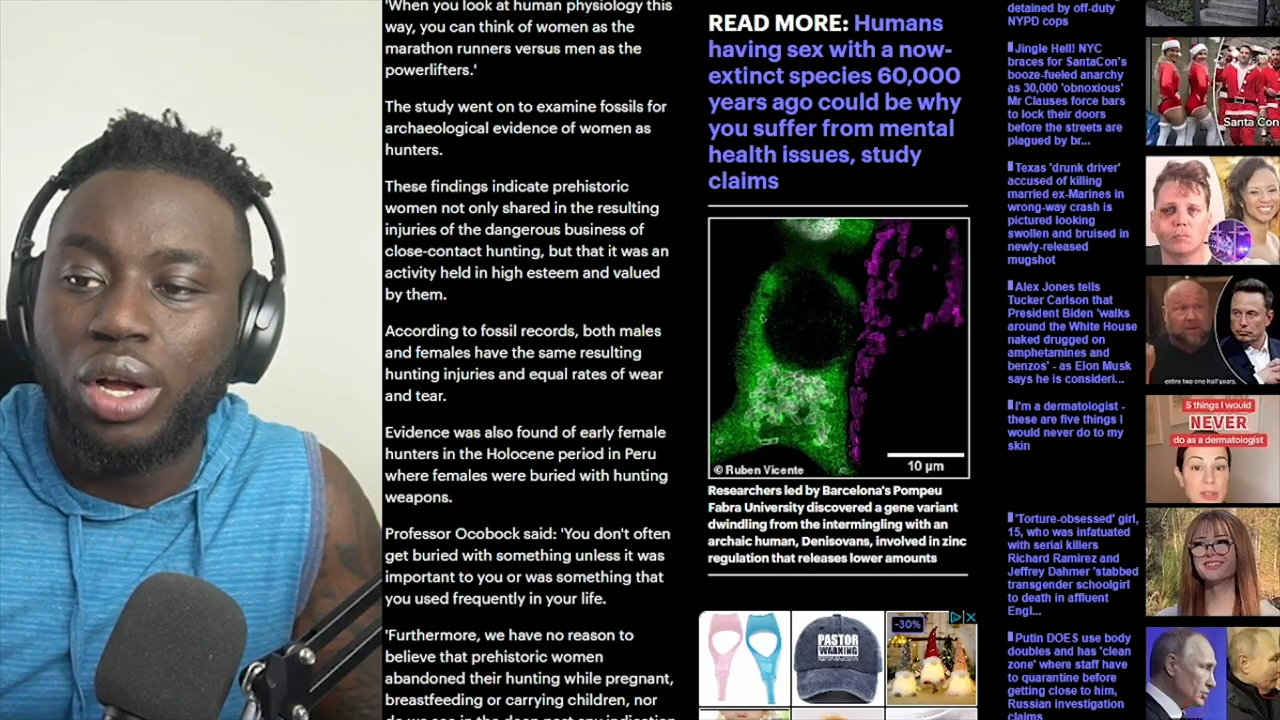 'When you look at human physiology this
way, you can think of women as the
marathon runners versus men as the
powerlifters.'
The study went on to examine fossils for
archaeological evidence of women as
hunters.
These findings indicate prehistoric
women not only shared in the resulting
injuries of the dangerous business of
close-contact hunting, but that it was an
activity held in high esteem and valued
by them.
According to fossil records, both males
and females have the same resulting
hunting injuries and equal rates of wear
and tear.
Evidence was also found of early female
hunters in the Holocene period in Peru
where females were buried with hunting
weapons.
Professor Ocobock said: 'You don't often
get buried with something unless it was
important to you or was something that
you used frequently in your life.
'Furthermore, we have no reason to
believe that prehistoric women
abandoned their hunting while pregnant,
breastfeeding or carrying children, nor
READ MORE: Humans
having sex with a now-
extinct species 60,000
years ago could be why
you suffer from mental
health issues, study
claims
© Ruben Vicente
10 μm
Researchers led by Barcelona's Pompeu
Fabra University discovered a gene variant
dwindling from the intermingling with an
archaic human, Denisovans, involved in zinc
regulation that releases lower amounts
PASTOR
WARNING
-30%
detained by off-duty
NYPD cops
Jingle Hell! NYC
braces for SantaCon's
booze-fueled anarchy
as 30,000 'obnoxious'
Mr Clauses force bars
to lock their doors
before the streets are
plagued by br...
Santa Con
Texas 'drunk driver'
accused of killing
married ex-Marines in
wrong-way crash is
pictured looking
swollen and bruised in
newly-released
mugshot
Alex Jones tells
Tucker Carlson that
President Biden 'walks
around the White House
naked drugged on
amphetamines and
benzos' - as Elon Musk
says he is consideri...
entire two one half years.
I'm a dermatologist -
these are five things I
would never do to my
skin
5 things I would
NEVER
do as a dermatologist
'Torture-obsessed' girl,
15, who was infatuated
with serial killers
Richard Ramirez and
Jeffrey Dahmer 'stabbed
transgender schoolgirl
to death in affluent
Engl...
Putin DOES use body
doubles and has 'clean
zone' where staff have
to quarantine before
getting close to him,
Russian investigation
claims